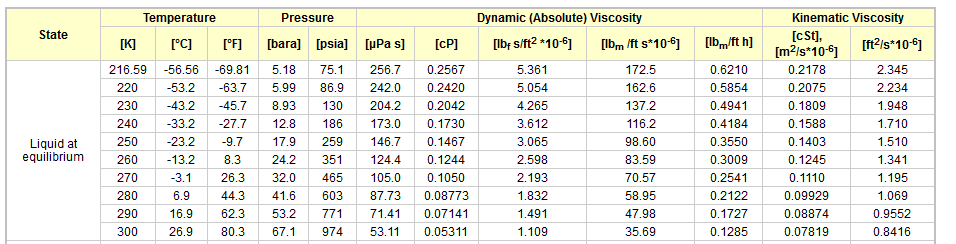 State Temperature Pressure Dynamic (Absolute) Viscosity Kinematic Viscosity
[K] [°C] [°F] [bara] [psia] [µPa s] [cP] [lbf s/ft2 *10-6] [lbm /ft s*10-6] [lbm/ft h] [cSt], [m2/s*10-6] [ft2/s*10-6]
Liquid at equilibrium
216.59 -56.56 -69.81 5.18 75.1 256.7 0.2567 5.361 172.5 0.6210 0.2178 2.345
220 -53.2 -63.7 5.99 86.9 242.0 0.2420 5.054 162.6 0.5854 0.2075 2.234
230 -43.2 -45.7 8.93 130 204.2 0.2042 4.265 137.2 0.4941 0.1809 1.948
240 -33.2 -27.7 12.8 186 173.0 0.1730 3.612 116.2 0.4184 0.1588 1.710
250 -23.2 -9.7 17.9 259 146.7 0.1467 3.065 98.60 0.3550 0.1403 1.510
260 -13.2 8.3 24.2 351 124.4 0.1244 2.598 83.59 0.3009 0.1245 1.341
270 -3.1 26.3 32.0 465 105.0 0.1050 2.193 70.57 0.2541 0.1110 1.195
280 6.9 44.3 41.6 603 87.73 0.08773 1.832 58.95 0.2122 0.09929 1.069
290 16.9 62.3 53.2 771 71.41 0.07141 1.491 47.98 0.1727 0.08874 0.9552
300 26.9 80.3 67.1 974 53.11 0.05311 1.109 35.69 0.1285 0.07819 0.8416